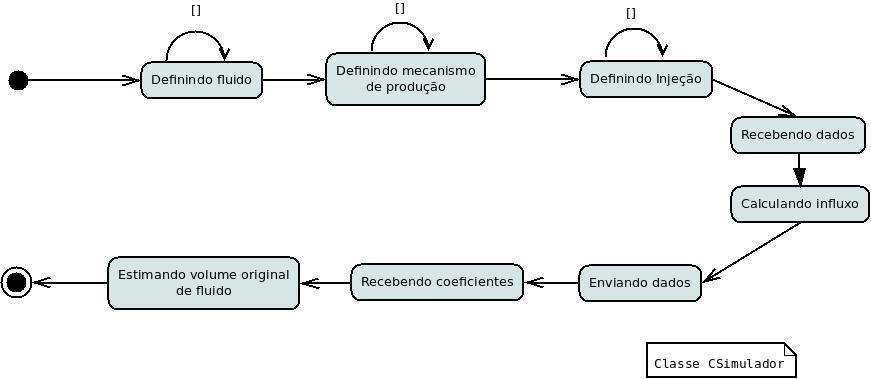 []
[]
[]
Definindo fluido
Definindo mecanismo
de produção
Definindo Injeção
Recebendo dados
Calculando influxo
Enviando dados
Recebendo coeficientes
Estimando volume original
de fluido
Classe CSimulador